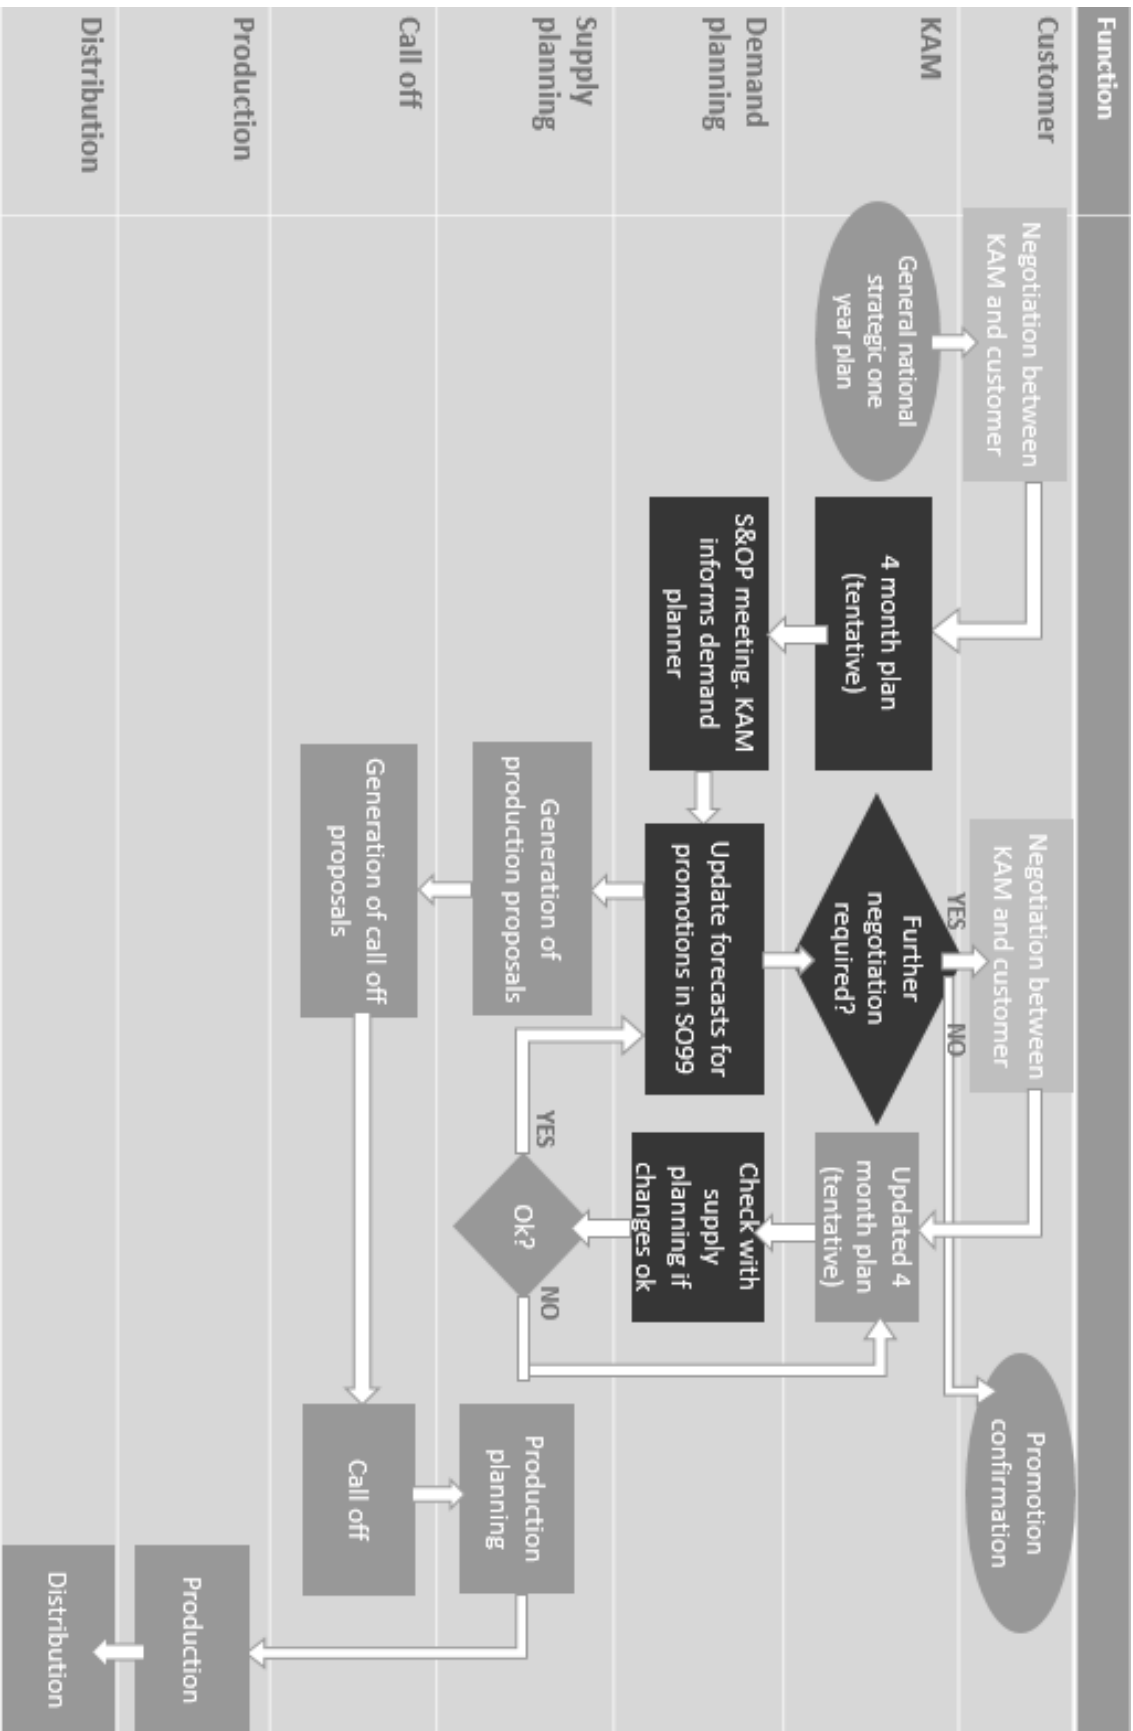 Function
Customer
Negotiation between
KAM and customer
Negotiation between
KAM and customer
Promotion
confirmation
KAM
General national
strategic one
year plan
4 month plan
(tentative)
YES
NO
Further
negotiation
required?
Updated 4
month plan
(tentative)
Demand
planning
S&OP meeting. KAM
informs demand
planner
Update forecasts for
promotions in SO99
Check with
supply
planning if
changes ok
Supply
planning
Generation of
production proposals
YES
Ok?
NO
Production
planning
Call off
Generation of call off
proposals
Call off
Production
Production
Distribution
Distribution